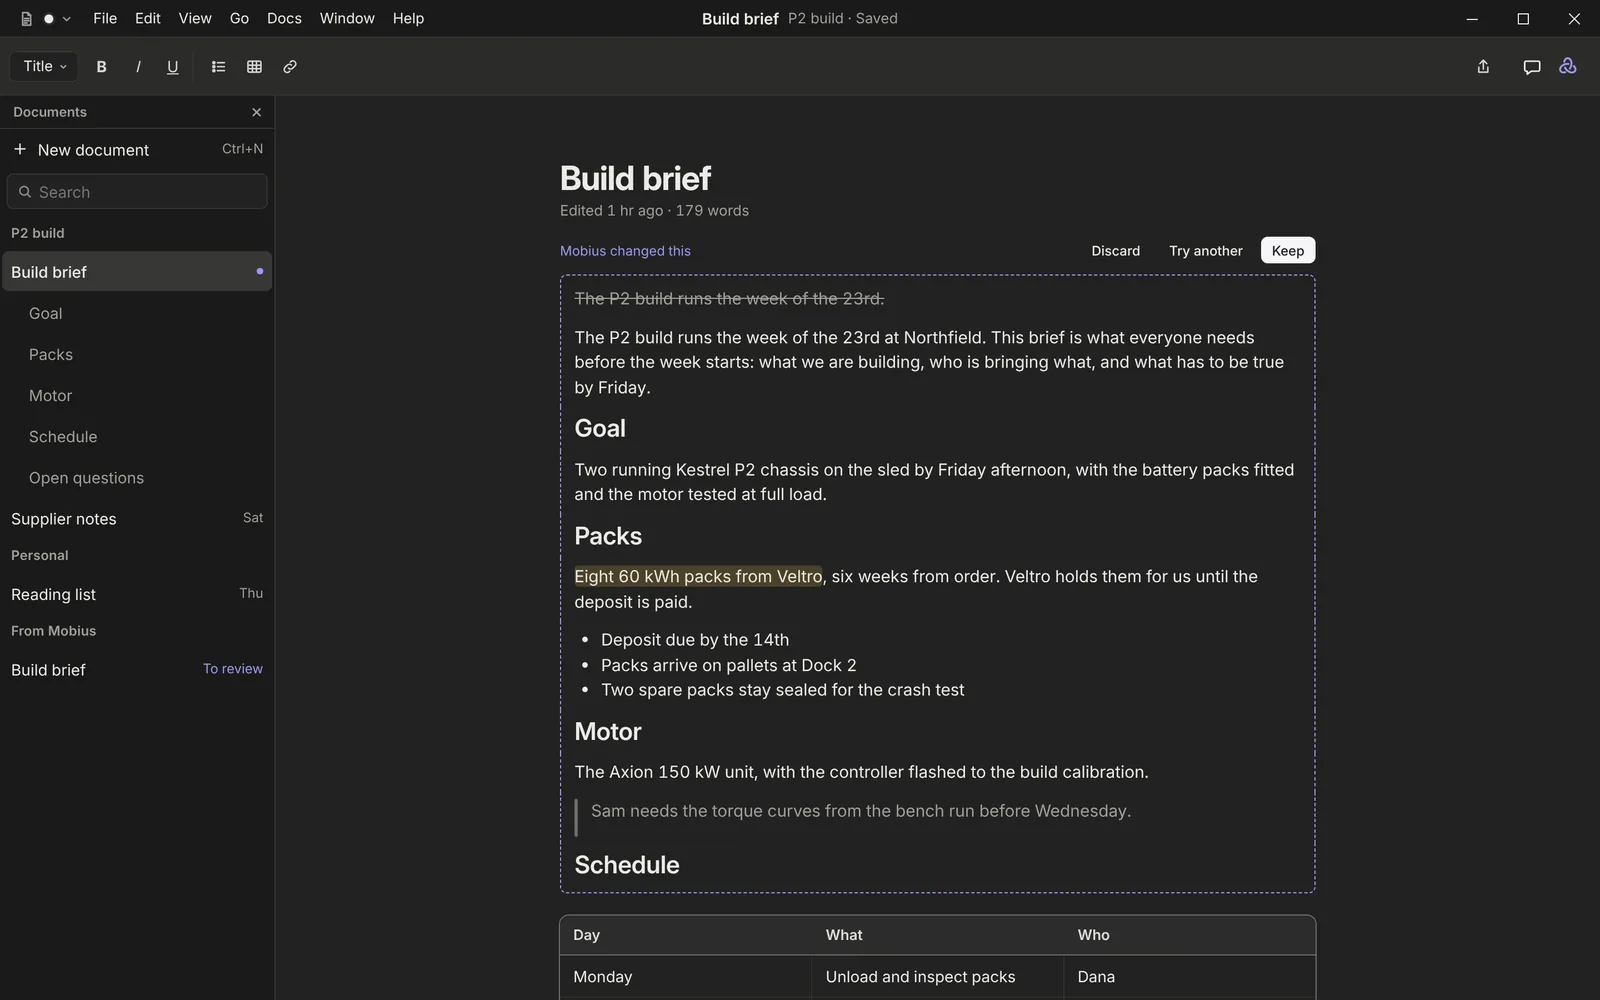 File Edit View Go Docs Window Help
Build brief P2 build · Saved
Title B I U
Documents
New document Ctrl+N
Search
P2 build
Build brief
Goal
Packs
Motor
Schedule
Open questions
Supplier notes Sat
Personal
Reading list Thu
From Mobius
Build brief To review
Build brief
Edited 1 hr ago · 179 words
Mobius changed this Discard Try another Keep
The P2 build runs the week of the 23rd.
The P2 build runs the week of the 23rd at Northfield. This brief is what everyone needs
before the week starts: what we are building, who is bringing what, and what has to be true
by Friday.
Goal
Two running Kestrel P2 chassis on the sled by Friday afternoon, with the battery packs fitted
and the motor tested at full load.
Packs
Eight 60 kWh packs from Veltro, six weeks from order. Veltro holds them for us until the
deposit is paid.
• Deposit due by the 14th
• Packs arrive on pallets at Dock 2
• Two spare packs stay sealed for the crash test
Motor
The Axion 150 kW unit, with the controller flashed to the build calibration.
Sam needs the torque curves from the bench run before Wednesday.
Schedule
Day What Who
Monday Unload and inspect packs Dana